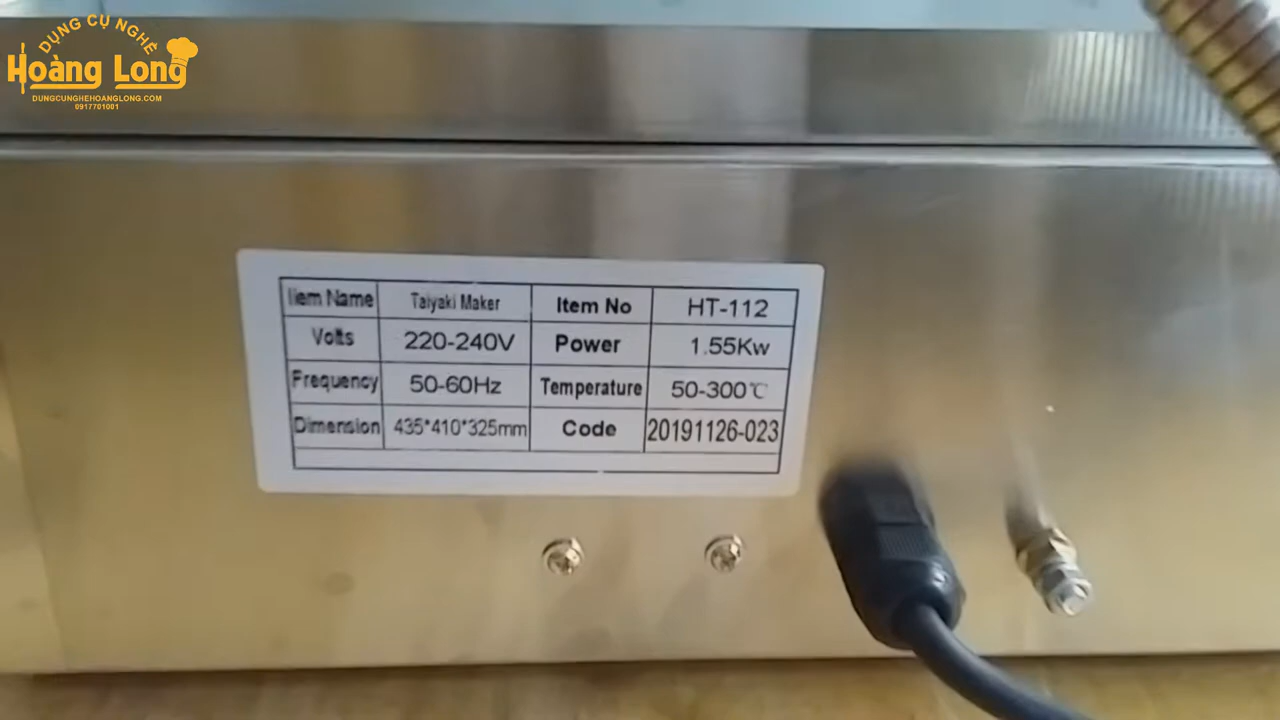 DỤNG CỤ NGHỀ
Hoàng Long
DUNGCUNGHEHOANGLONG.COM
0917701001
Item Name Taiyaki Maker Item No HT-112
Volts 220-240V Power 1.55Kw
Frequency 50-60Hz Temperature 50-300℃
Dimension 435*410*325mm Code 20191126-023